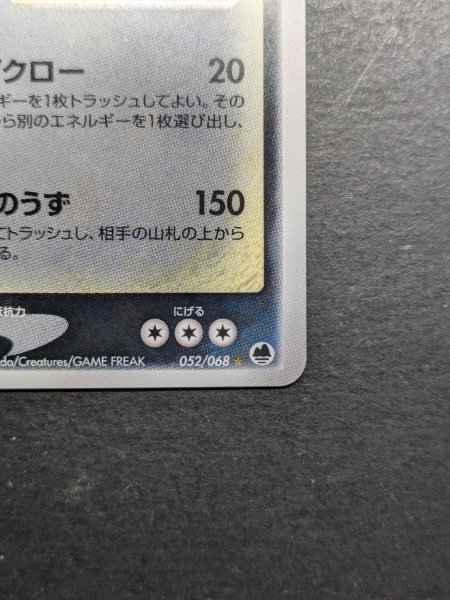 クロー 20
ギーを1枚トラッシュしてよい。その
ら別のエネルギーを1枚選び出し、
のうず 150
てトラッシュし、相手の山札の上から
る。
抵抗力 にげる
do/Creatures/GAME FREAK 052/068 ★